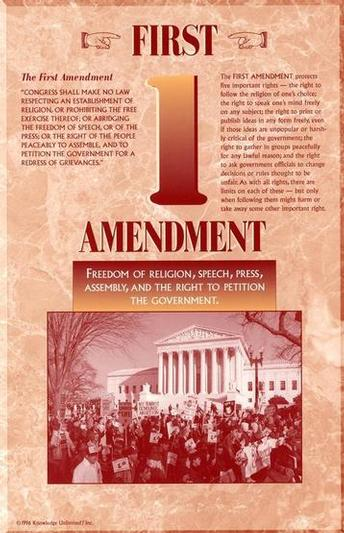 FIRST
The First Amendment
"CONGRESS SHALL MAKE NO LAW
RESPECTING AN ESTABLISHMENT OF
RELIGION, OR PROHIBITING THE FREE
EXERCISE THEREOF; OR ABRIDGING
THE FREEDOM OF SPEECH, OR OF THE
PRESS; OR THE RIGHT OF THE PEOPLE
PEACEABLY TO ASSEMBLE, AND TO
PETITION THE GOVERNMENT FOR A
REDRESS OF GRIEVANCES."
1
The FIRST AMENDMENT protects
five important rights — the right to
follow the religion of one's choice;
the right to speak one's mind freely
on any subject; the right to print or
publish ideas in any form freely, even
if those ideas are unpopular or harsh-
ly critical of the government; the
right to gather in groups peacefully
for any lawful reason; and the right
to ask government officials to change
decisions or rules thought to be
unfair. As with all rights, there are
limits on each of these — but only
when following them might harm or
take away some other important right.
AMENDMENT
FREEDOM OF RELIGION, SPEECH, PRESS,
ASSEMBLY, AND THE RIGHT TO PETITION
THE GOVERNMENT.
©1996 Knowledge Unlimited, Inc.